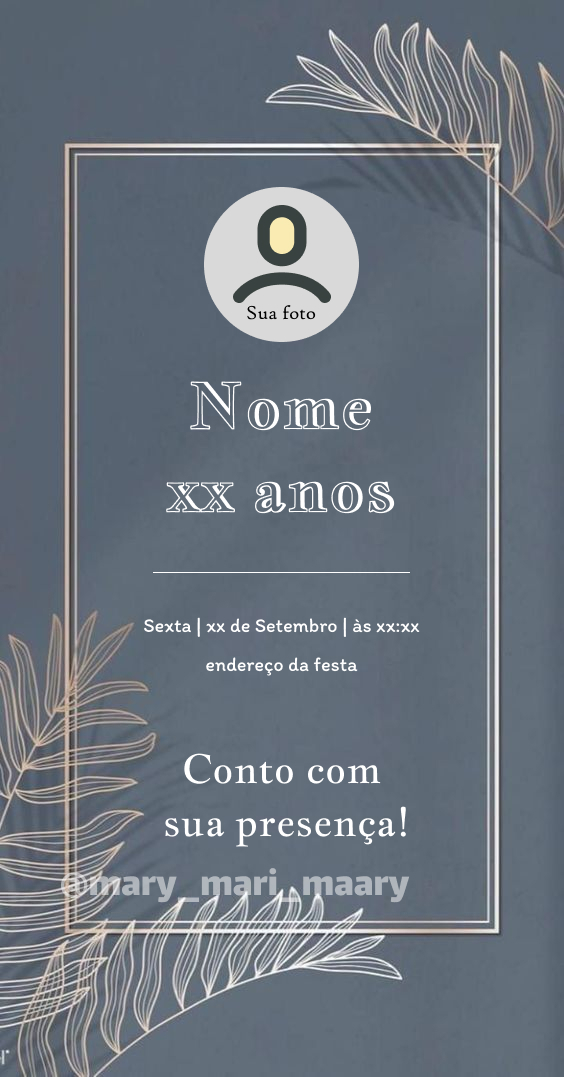 Sua foto
Nome
xx anos
Sexta | xx de Setembro | às xx:xx
endereço da festa
Conto com
sua presença!
@mary_mari_maary